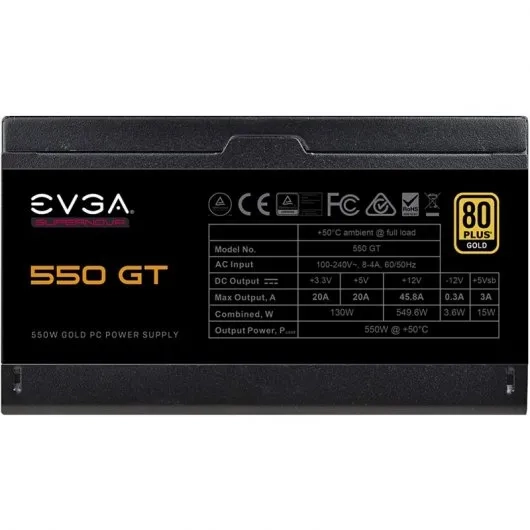 EVGA
SUPERNOVA
550 GT
550W GOLD PC POWER SUPPLY
80
PLUS
GOLD
+50°C ambient @ full load
Model No. 550 GT
AC Input 100-240V~, 8-4A, 60/50Hz
DC Output +3.3V +5V +12V -12V +5Vsb
Max Output, A 20A 20A 45.8A 0.3A 3A
Combined, W 130W 549.6W 3.6W 15W
Output Power, P 550W @ +50°C